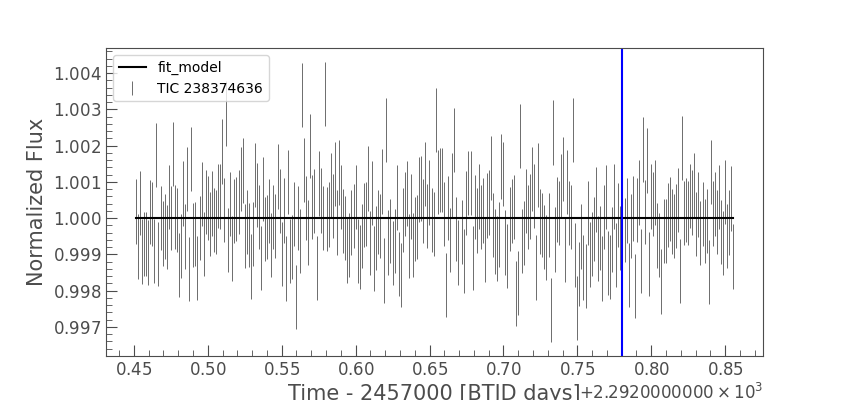 1.004
1.003
1.002
1.001
1.000
0.999
0.998
0.997
Normalized Flux
fit_model
TIC 238374636
0.45 0.50 0.55 0.60 0.65 0.70 0.75 0.80 0.85
Time - 2457000 [BTJD days]
+2.2920000000 × 10³